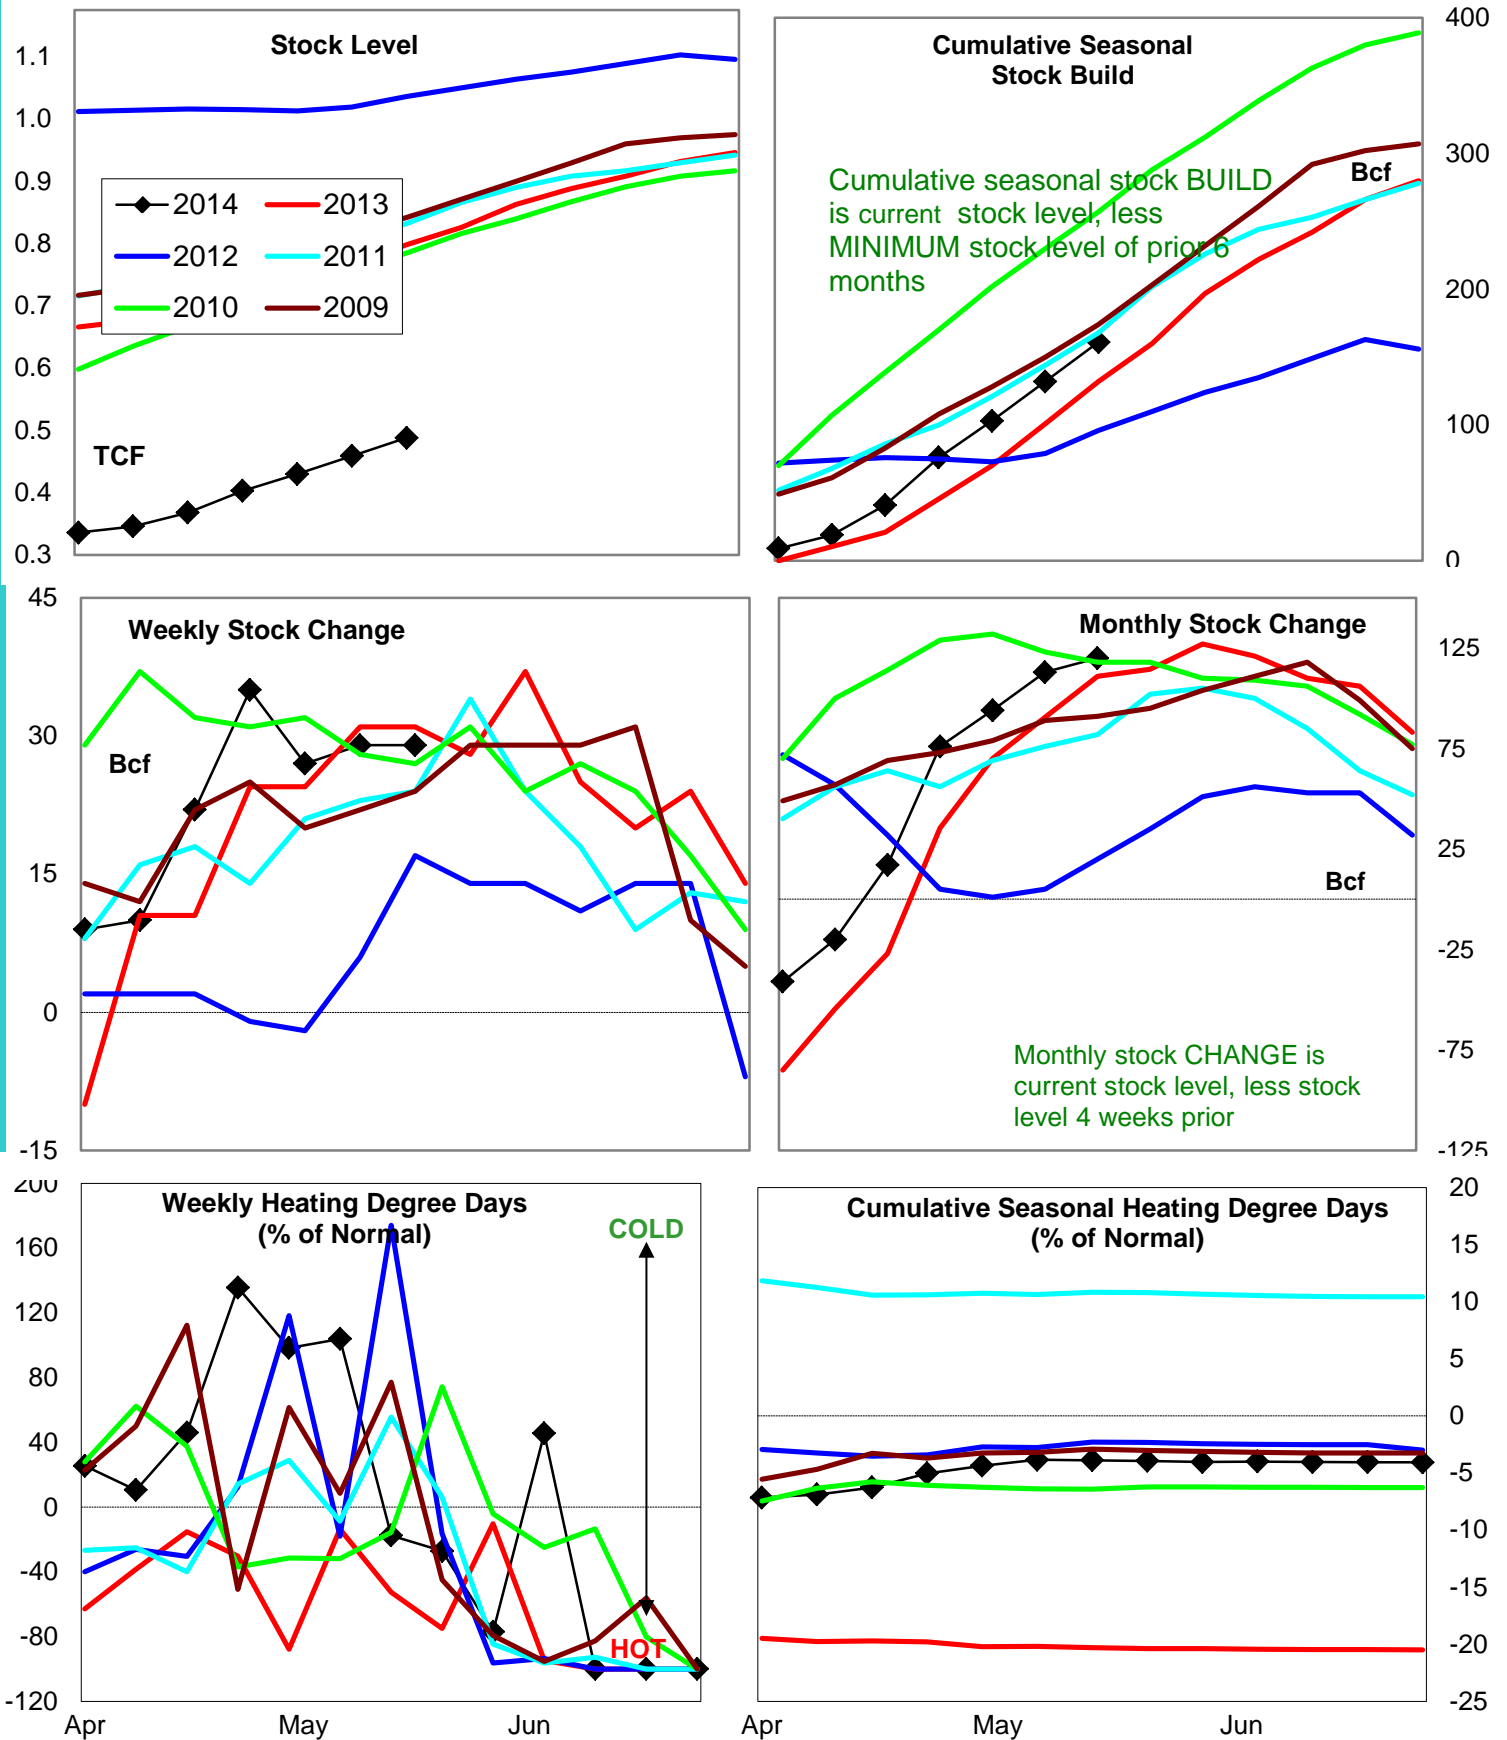 Stock Level
1.1
1.0
0.9
0.8
0.7
0.6
0.5
0.4
0.3
2014
2013
2012
2011
2010
2009
TCF
Cumulative Seasonal
Stock Build
400
300
200
100
0
Bcf
Cumulative seasonal stock BUILD
is current stock level, less
MINIMUM stock level of prior 6
months
Weekly Stock Change
45
30
15
0
-15
Bcf
Monthly Stock Change
125
75
25
-25
-75
-125
Bcf
Monthly stock CHANGE is
current stock level, less stock
level 4 weeks prior
Weekly Heating Degree Days
(% of Normal)
200
160
120
80
40
0
-40
-80
-120
COLD
HOT
Apr
May
Jun
Cumulative Seasonal Heating Degree Days
(% of Normal)
20
15
10
5
0
-5
-10
-15
-20
-25
Apr
May
Jun